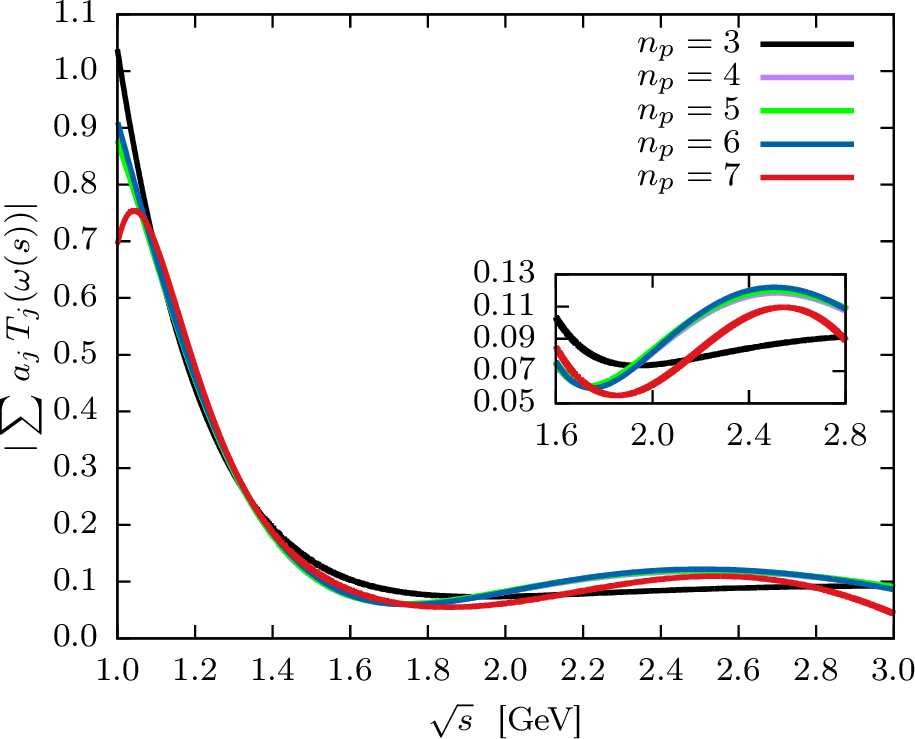 1.1
1.0
0.9
0.8
0.7
0.6
0.5
0.4
0.3
0.2
0.1
0.0
|∑ a_j T_j(ω(s))|
n_p = 3
n_p = 4
n_p = 5
n_p = 6
n_p = 7
0.13
0.11
0.09
0.07
0.05
1.6 2.0 2.4 2.8
1.0 1.2 1.4 1.6 1.8 2.0 2.2 2.4 2.6 2.8 3.0
√s [GeV]